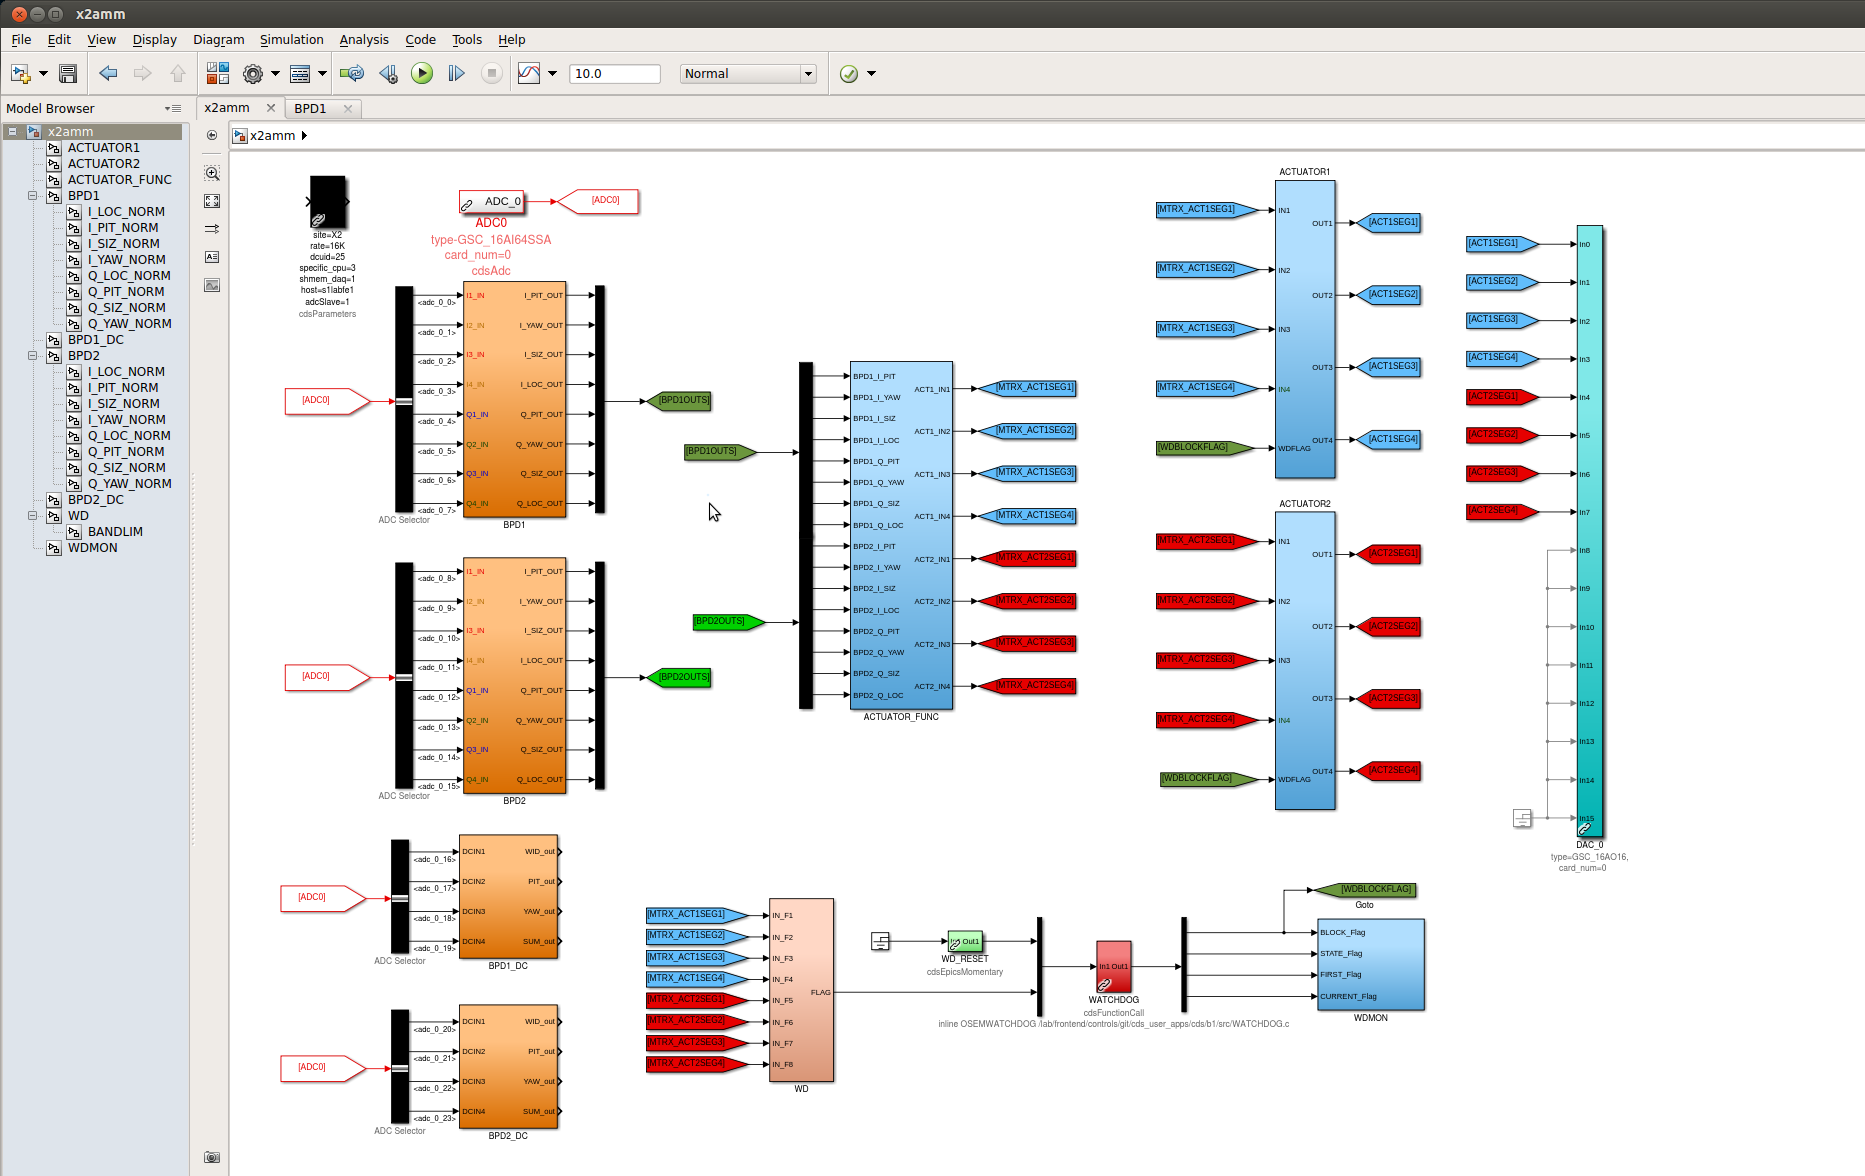 x2amm
File Edit View Display Diagram Simulation Analysis Code Tools Help
10.0 Normal
Model Browser
x2amm
ACTUATOR1
ACTUATOR2
ACTUATOR_FUNC
BPD1
I_LOC_NORM
I_PIT_NORM
I_SIZ_NORM
I_YAW_NORM
Q_LOC_NORM
Q_PIT_NORM
Q_SIZ_NORM
Q_YAW_NORM
BPD1_DC
BPD2
I_LOC_NORM
I_PIT_NORM
I_SIZ_NORM
I_YAW_NORM
Q_LOC_NORM
Q_PIT_NORM
Q_SIZ_NORM
Q_YAW_NORM
BPD2_DC
WD
BANDLIM
WDMON
x2amm BPD1
x2amm
site=X2
rate=16K
dcuid=25
specific_cpu=3
shmem_daq=1
host=s1labfe1
adcSlave=1
cdsParameters
ADC_0 [ADC0]
ADC0
type-GSC_16AI64SSA
card_num=0
cdsAdc
[ADC0]
<adc_0_0> I1_IN I_PIT_OUT
<adc_0_1> I2_IN I_YAW_OUT
<adc_0_2> I3_IN I_SIZ_OUT
<adc_0_3> I4_IN I_LOC_OUT
<adc_0_4> Q1_IN Q_PIT_OUT
<adc_0_5> Q2_IN Q_YAW_OUT
<adc_0_6> Q3_IN Q_SIZ_OUT
<adc_0_7> Q4_IN Q_LOC_OUT
ADC Selector
BPD1
[BPD1OUTS]
[ADC0]
<adc_0_8> I1_IN I_PIT_OUT
<adc_0_9> I2_IN I_YAW_OUT
<adc_0_10> I3_IN I_SIZ_OUT
<adc_0_11> I4_IN I_LOC_OUT
<adc_0_12> Q1_IN Q_PIT_OUT
<adc_0_13> Q2_IN Q_YAW_OUT
<adc_0_14> Q3_IN Q_SIZ_OUT
<adc_0_15> Q4_IN Q_LOC_OUT
ADC Selector
BPD2
[BPD2OUTS]
[ADC0]
<adc_0_16> DCIN1 WID_out
<adc_0_17> DCIN2 PIT_out
<adc_0_18> DCIN3 YAW_out
<adc_0_19> DCIN4 SUM_out
ADC Selector
BPD1_DC
[ADC0]
<adc_0_20> DCIN1 WID_out
<adc_0_21> DCIN2 PIT_out
<adc_0_22> DCIN3 YAW_out
<adc_0_23> DCIN4 SUM_out
ADC Selector
BPD2_DC
[BPD1OUTS]
[BPD2OUTS]
BPD1_I_PIT
BPD1_I_YAW
BPD1_I_SIZ
BPD1_I_LOC
BPD1_Q_PIT
BPD1_Q_YAW
BPD1_Q_SIZ
BPD1_Q_LOC
BPD2_I_PIT
BPD2_I_YAW
BPD2_I_SIZ
BPD2_I_LOC
BPD2_Q_PIT
BPD2_Q_YAW
BPD2_Q_SIZ
BPD2_Q_LOC
ACT1_IN1 [MTRX_ACT1SEG1]
ACT1_IN2 [MTRX_ACT1SEG2]
ACT1_IN3 [MTRX_ACT1SEG3]
ACT1_IN4 [MTRX_ACT1SEG4]
ACT2_IN1 [MTRX_ACT2SEG1]
ACT2_IN2 [MTRX_ACT2SEG2]
ACT2_IN3 [MTRX_ACT2SEG3]
ACT2_IN4 [MTRX_ACT2SEG4]
ACTUATOR_FUNC
ACTUATOR1
[MTRX_ACT1SEG1] IN1
[MTRX_ACT1SEG2] IN2
[MTRX_ACT1SEG3] IN3
[MTRX_ACT1SEG4] IN4
[WDBLOCKFLAG] WDFLAG
OUT1 [ACT1SEG1]
OUT2 [ACT1SEG2]
OUT3 [ACT1SEG3]
OUT4 [ACT1SEG4]
ACTUATOR2
[MTRX_ACT2SEG1] IN1
[MTRX_ACT2SEG2] IN2
[MTRX_ACT2SEG3] IN3
[MTRX_ACT2SEG4] IN4
[WDBLOCKFLAG] WDFLAG
OUT1 [ACT2SEG1]
OUT2 [ACT2SEG2]
OUT3 [ACT2SEG3]
OUT4 [ACT2SEG4]
[ACT1SEG1] In0
[ACT1SEG2] In1
[ACT1SEG3] In2
[ACT1SEG4] In3
[ACT2SEG1] In4
[ACT2SEG2] In5
[ACT2SEG3] In6
[ACT2SEG4] In7
In8
In9
In10
In11
In12
In13
In14
In15
DAC_0
type=GSC_16AO16,
card_num=0
[MTRX_ACT1SEG1] IN_F1
[MTRX_ACT1SEG2] IN_F2
[MTRX_ACT1SEG3] IN_F3
[MTRX_ACT1SEG4] IN_F4
[MTRX_ACT2SEG1] IN_F5
[MTRX_ACT2SEG2] IN_F6
[MTRX_ACT2SEG3] IN_F7
[MTRX_ACT2SEG4] IN_F8
FLAG
WD
In1 Out1
WD_RESET
cdsEpicsMomentary
In1 Out1
WATCHDOG
cdsFunctionCall
inline OSEMWATCHDOG /lab/frontend/controls/git/cds_user_apps/cds/b1/src/WATCHDOG.c
[WDBLOCKFLAG]
Goto
BLOCK_Flag
STATE_Flag
FIRST_Flag
CURRENT_Flag
WDMON